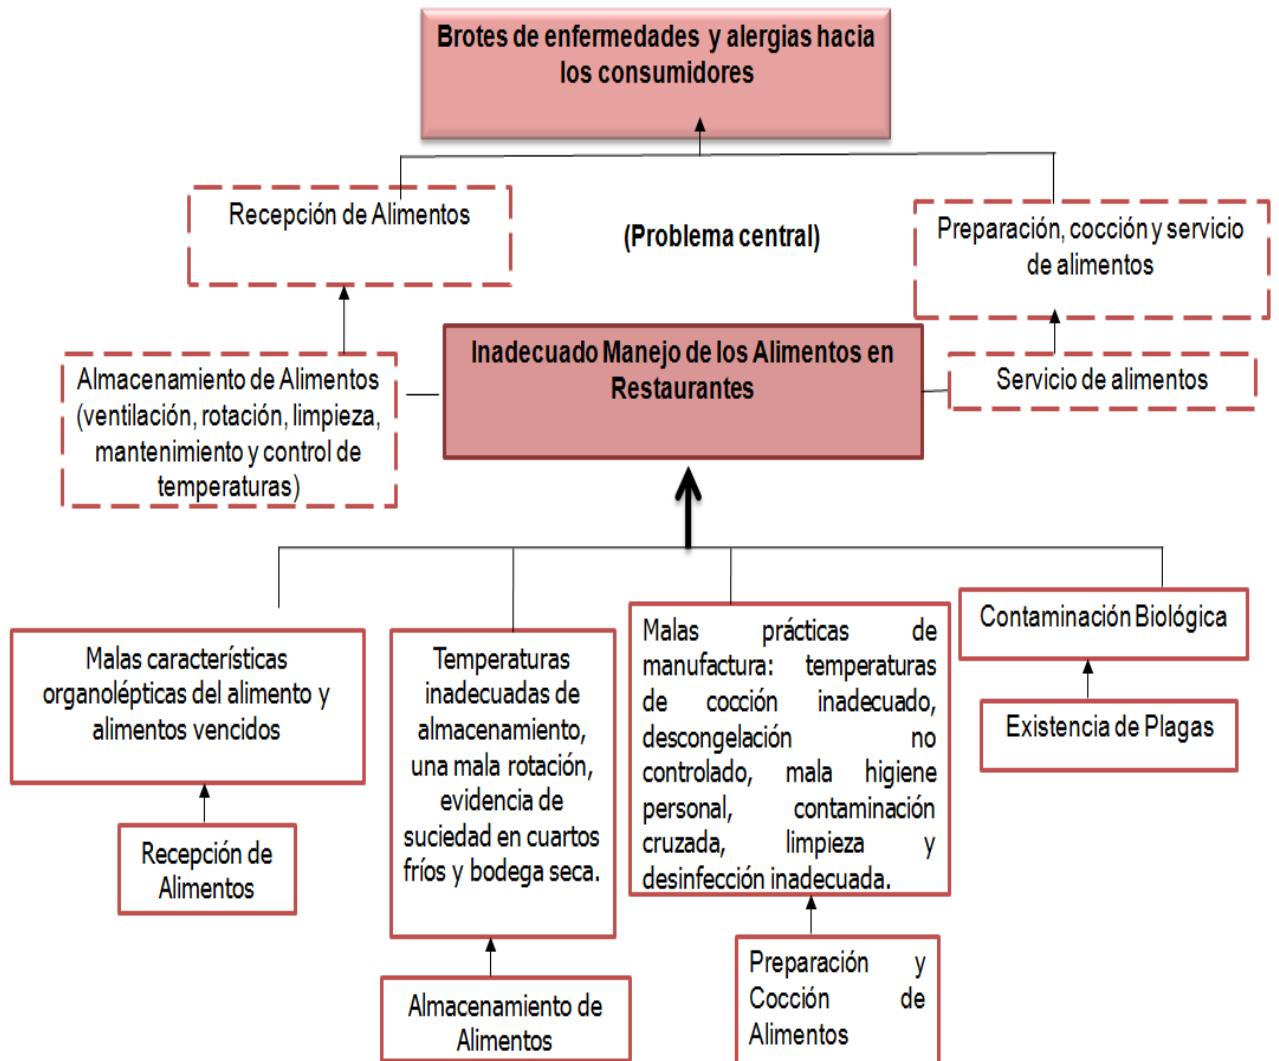 Brotes de enfermedades y alergias hacia
los consumidores
Recepción de Alimentos
(Problema central)
Preparación, cocción y servicio
de alimentos
Inadecuado Manejo de los Alimentos en
Restaurantes
Almacenamiento de Alimentos
(ventilación, rotación, limpieza,
mantenimiento y control de
temperaturas)
Servicio de alimentos
Malas características
organolépticas del alimento y
alimentos vencidos
Recepción de
Alimentos
Temperaturas
inadecuadas de
almacenamiento,
una mala rotación,
evidencia de
suciedad en cuartos
fríos y bodega seca.
Almacenamiento de
Alimentos
Malas prácticas de
manufactura: temperaturas
de cocción inadecuado,
descongelación no
controlado, mala higiene
personal, contaminación
cruzada, limpieza y
desinfección inadecuada.
Preparación y
Cocción de
Alimentos
Contaminación Biológica
Existencia de Plagas